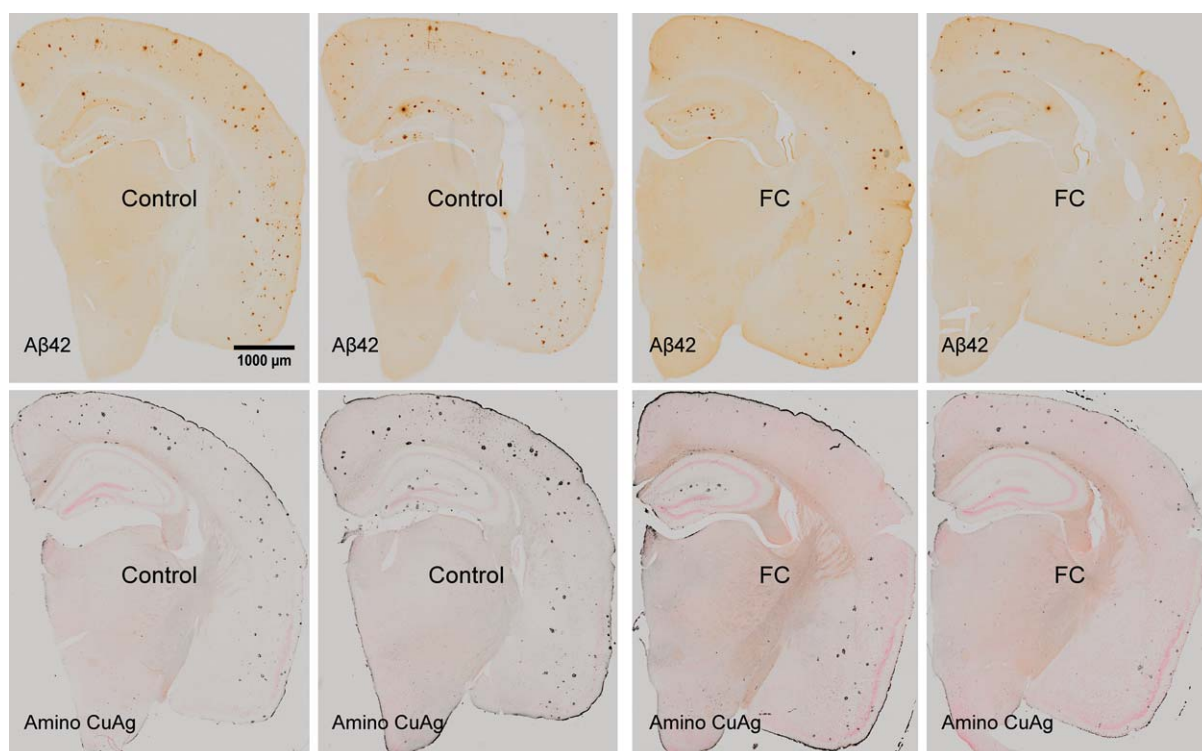 Control
Control
FC
FC
Aβ42
1000 μm
Aβ42
Aβ42
Aβ42
Control
Control
FC
FC
Amino CuAg
Amino CuAg
Amino CuAg
Amino CuAg